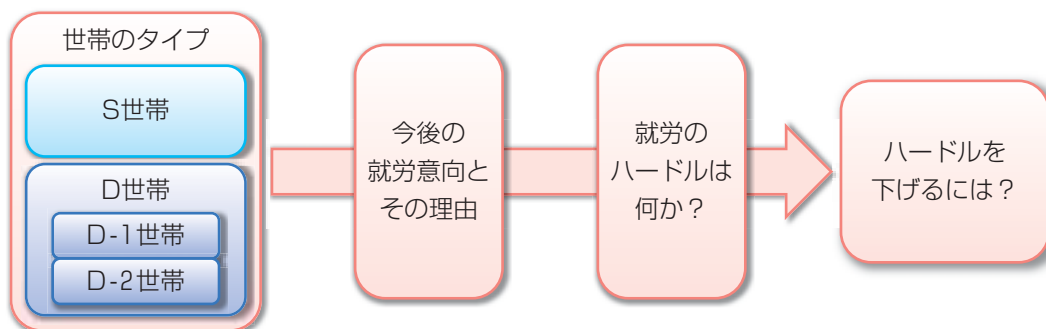 世帯のタイプ
S世帯
D世帯
D-1世帯
D-2世帯
今後の
就労意向と
その理由
就労の
ハードルは
何か？
ハードルを
下げるには？